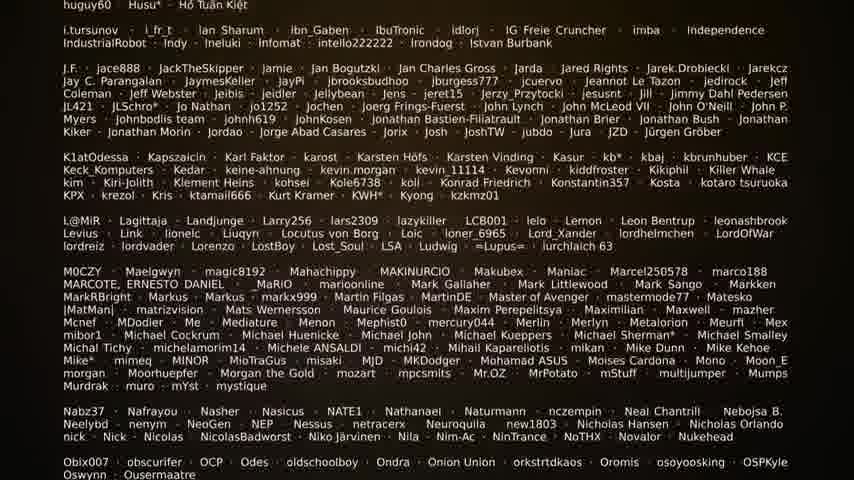 huguy60 · Husu* · Hồ Tuấn Kiệt
i.tursunov · i_fr_t · Ian Sharum · ibn_Gaben · IbuTronic · idlorj · IG Freie Cruncher · imba · Independence
IndustrialRobot · Indy · Ineluki · Infomat · intello222222 · Irondog · Istvan Burbank
J.F. · jace888 · JackTheSkipper · Jamie · Jan Bogutzki · Jan Charles Gross · Jarda · Jared Rights · Jarek.Drobiecki · Jarekcz
Jay C. Parangalan · JaymesKeller · JayPi · jbrooksbudhoo · jburgess777 · jcuervo · Jeannot Le Tazon · jedirock · Jeff
Coleman · Jeff Webster · Jeibis · jeidler · Jellybean · Jens · jeret15 · Jerzy_Przytocki · jesusnt · Jill · Jimmy Dahl Pedersen
JL421 · JLSchro* · Jo Nathan · jo1252 · Jochen · Joerg Frings-Fuerst · John Lynch · John McLeod VII · John O'Neill · John P.
Myers · Johnbodlis team · johnh619 · JohnKosen · Jonathan Bastien-Filiatrault · Jonathan Brier · Jonathan Bush · Jonathan
Kiker · Jonathan Morin · Jordao · Jorge Abad Casares · Jorix · Josh · JoshTW · jubdo · Jura · JZD · Jürgen Gröber
K1atOdessa · Kapszaicin · Karl Faktor · karost · Karsten Höfs · Karsten Vinding · Kasur · kb* · kbaj · kbrunhuber · KCE
Keck_Komputers · Kedar · keine-ahnung · kevin.morgan · kevin_11114 · Kevonni · kiddfroster · Kikiphil · Killer Whale
kim · Kiri-Jolith · Klement Heins · kohsei · Kole6738 · köli · Konrad Friedrich · Konstantin357 · Kosta · kotaro tsuruoka
KPX · krezol · Kris · ktamail666 · Kurt Kramer · KWH* · Kyong · kzkmz01
L@MiR · Lagittaja · Landjunge · Larry256 · lars2309 · lazykiller · LCB001 · lelo · Lemon · Leon Bentrup · leonashbrook
Levius · Link · lionelc · Liuqyn · Locutus von Borg · Loic · loner_6965 · Lord_Xander · lordhelmchen · LordOfWar
lordreiz · lordvader · Lorenzo · LostBoy · Lost_Soul · LSA · Ludwig · =Lupus= · lurchlaich 63
M0CZY · Maelgwyn · magic8192 · Mahachippy · MAKINURCIO · Makubex · Maniac · Marcel250578 · marco188
MARCOTE, ERNESTO DANIEL · _MaRIO · marioonline · Mark Gallaher · Mark Littlewood · Mark Sango · Märkken
MarkRBright · Markus · Markus · markx999 · Martin Filgas · MartinDE · Master of Avenger · mastermode77 · Matesko
|MatMan| · matrizvision · Mats Wernersson · Maurice Goulois · Maxim Perepelitsya · Maximilian · Maxwell · mazher
Mcnef · MDodier · Me · Mediature · Menon · Mephist0 · mercury044 · Merlin · Merlyn · Metalorion · Meurfl · Mex
mibor1 · Michael Cockrum · Michael Huenicke · Michael John · Michael Kueppers · Michael Sherman* · Michael Smalley
Michal Tichy · michelamorim14 · Michele ANSALDI · michi42 · Mihail Kapareliotis · mikan · Mike Dunn · Mike Kehoe
Mike* · mimeq · MINOR · MioTraGus · misaki · MJD · MKDodger · Mohamad ASUS · Moises Cardona · Mono · Moon_E
morgan · Moorhuepfer · Morgan the Gold · mozart · mpcsmits · Mr.OZ · MrPotato · mStuff · multijumper · Mumps
Murdrak · muro · mYst · mystique
Nabz37 · Nafrayou · Nasher · Nasicus · NATE1 · Nathanael · Naturmann · nczempin · Neal Chantrill · Nebojsa B.
Neelybd · nenym · NeoGen · NEP · Nessus · netracerx · Neuroquila · new1803 · Nicholas Hansen · Nicholas Orlando
nick · Nick · Nicolas · NicolasBadworst · Niko Järvinen · Nila · Nim-Ac · NinTrance · NoTHX · Novalor · Nukehead
Obix007 · obscurifer · OCP · Odes · oldschoolboy · Ondra · Onion Union · orkstrtdkaos · Oromis · osoyoosking · OSPKyle
Oswynn · Ousermaatre